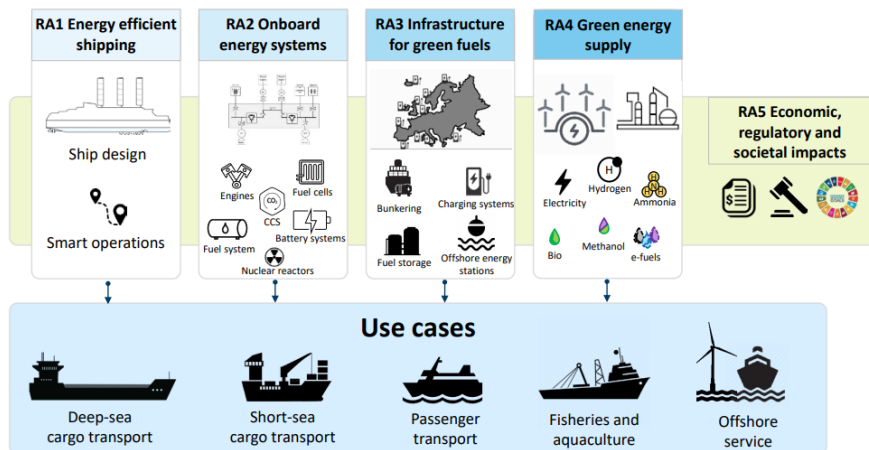 RA1 Energy efficient
shipping
Ship design
Smart operations
RA2 Onboard
energy systems
Engines
Fuel cells
CO₂
CCS
Fuel system
Battery systems
Nuclear reactors
RA3 Infrastructure
for green fuels
Bunkering
Charging systems
Fuel storage
Offshore energy
stations
RA4 Green energy
supply
H
Electricity
Hydrogen
N
H
H
H
Ammonia
Bio
Methanol
e-fuels
RA5 Economic,
regulatory and
societal impacts
$
Use cases
Deep-sea
cargo transport
Short-sea
cargo transport
Passenger
transport
Fisheries and
aquaculture
Offshore
service